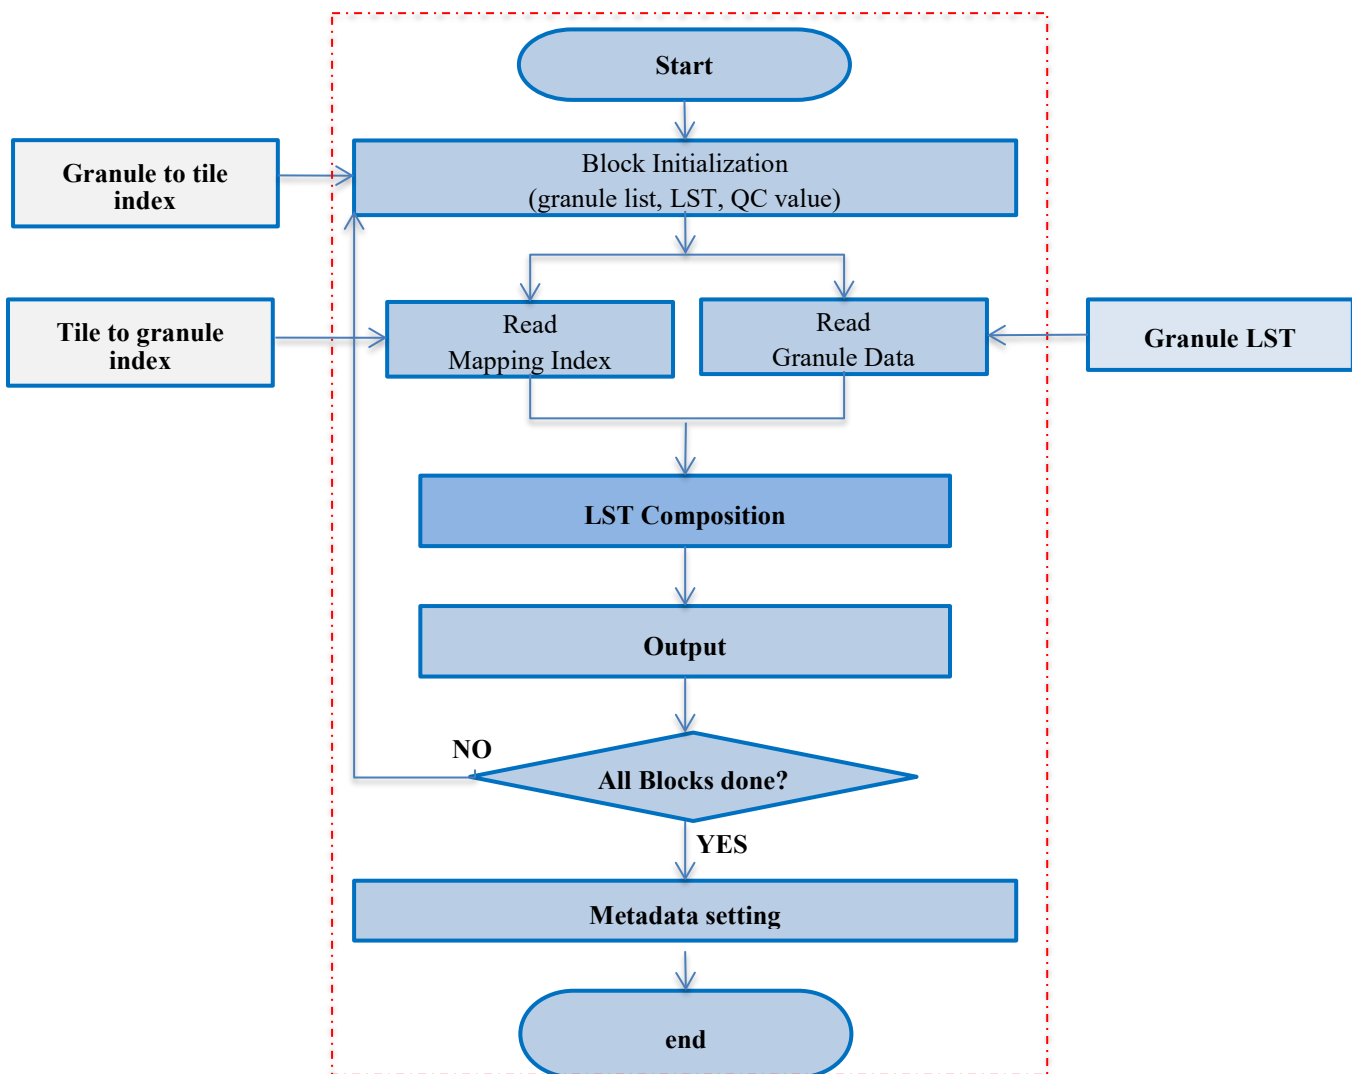 Start
Granule to tile
index
Block Initialization
(granule list, LST, QC value)
Tile to granule
index
Read
Mapping Index
Read
Granule Data
Granule LST
LST Composition
Output
NO
All Blocks done?
YES
Metadata setting
end